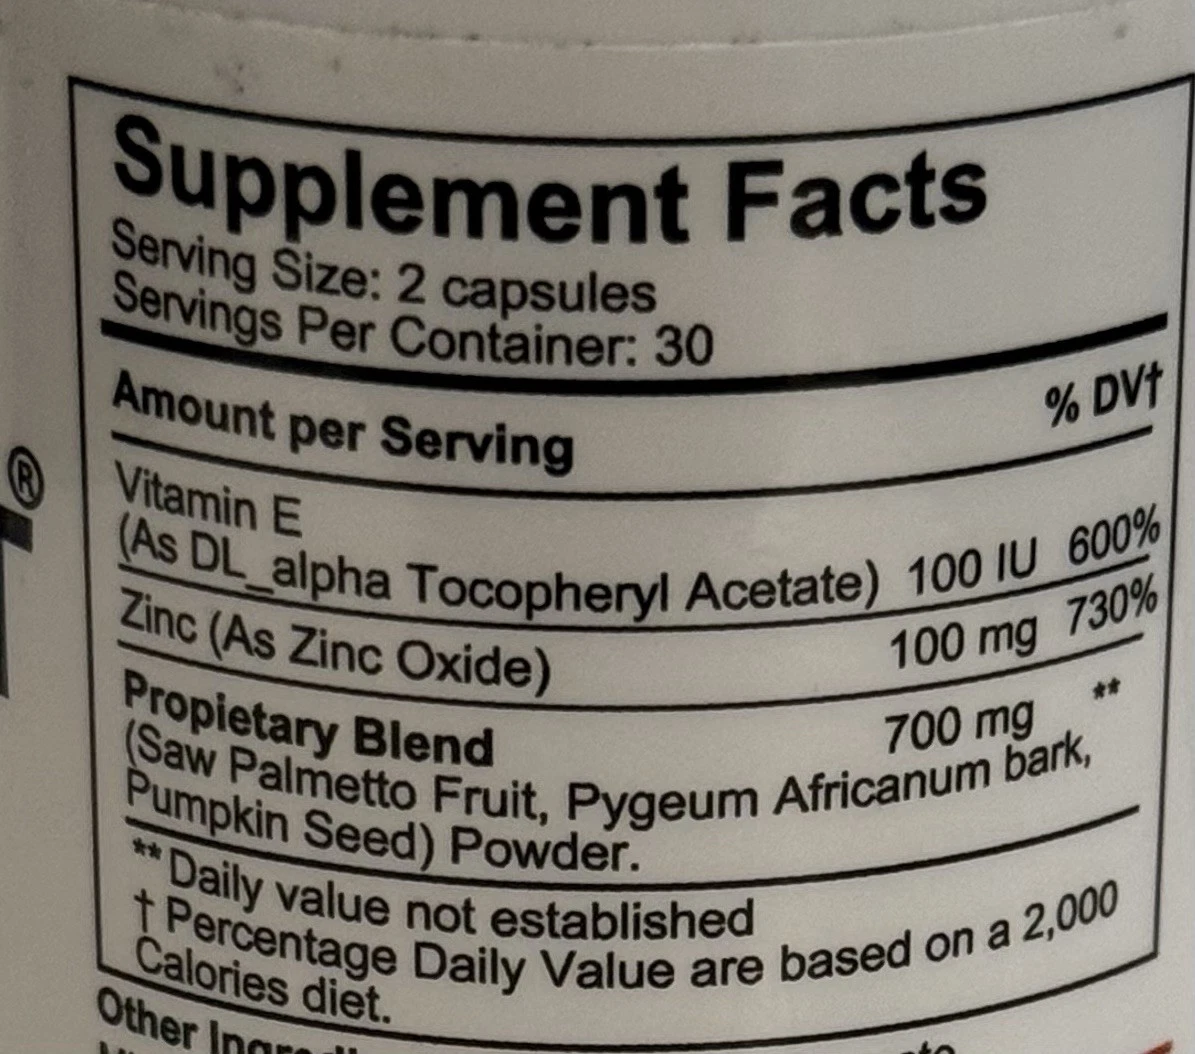 Supplement Facts
Serving Size: 2 capsules
Servings Per Container: 30
Amount per Serving % DV†
Vitamin E
(As DL_alpha Tocopheryl Acetate) 100 IU 600%
Zinc (As Zinc Oxide) 100 mg 730%
Propietary Blend 700 mg **
(Saw Palmetto Fruit, Pygeum Africanum bark,
Pumpkin Seed) Powder.
** Daily value not established
† Percentage Daily Value are based on a 2,000
Calories diet.
Other
®